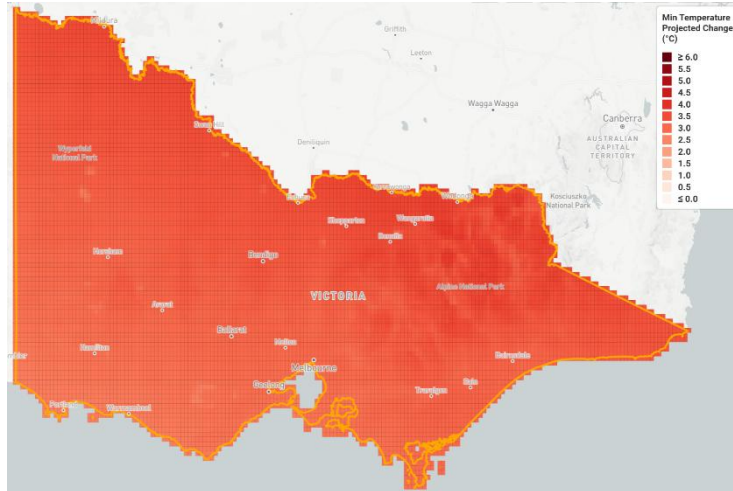 Mildura
Griffith
Leeton
Wagga Wagga
Canberra
AUSTRALIAN
CAPITAL
TERRITORY
Wyperfeld
National Park
Deniliquin
Kosciuszko
National Park
Wodonga
Shepparton
Wangaratta
Benalla
Horsham
Bendigo
VICTORIA
Alpine National Park
Ararat
Ballarat
Melton
Hamilton
Melbourne
Bairnsdale
Geelong
Traralgon
Sale
Portland
Warrnambool
Min Temperature
Projected Change
(°C)
≥ 6.0
5.5
5.0
4.5
4.0
3.5
3.0
2.5
2.0
1.5
1.0
0.5
≤ 0.0